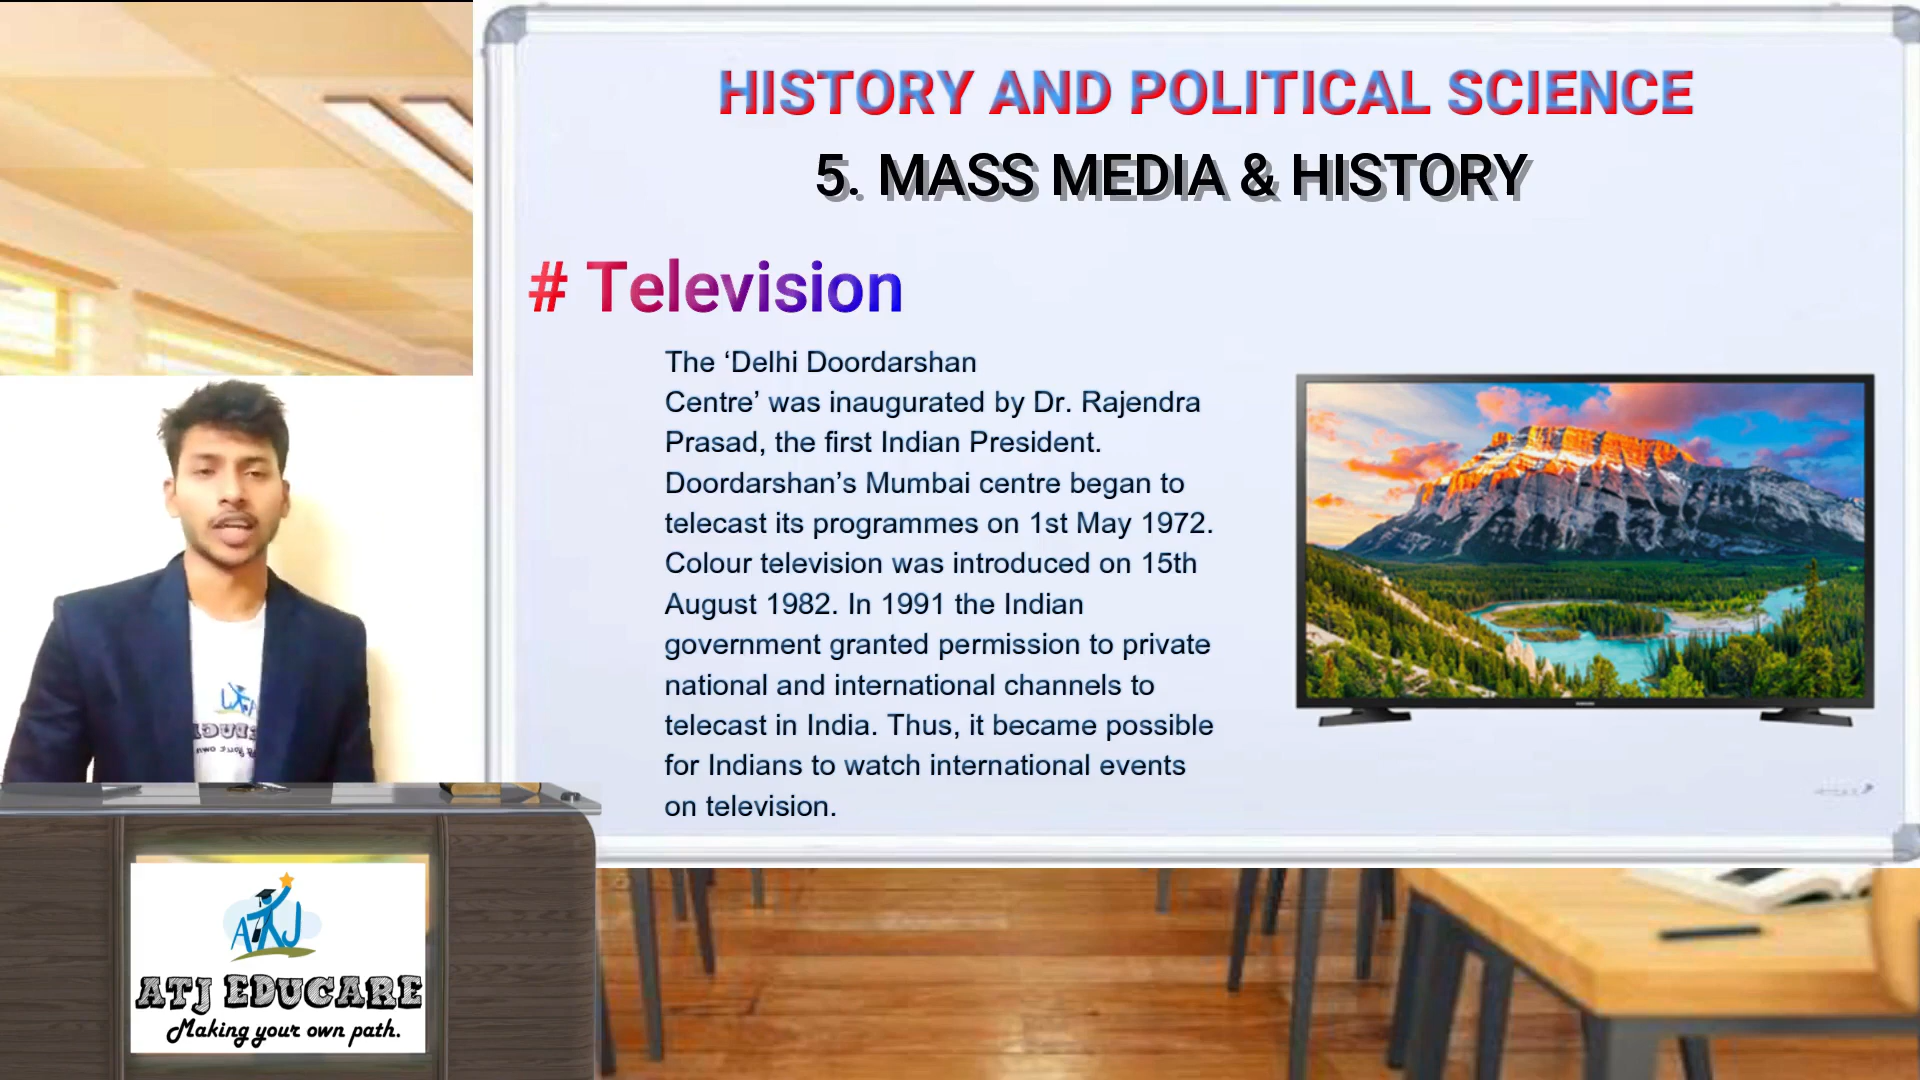 HISTORY AND POLITICAL SCIENCE
5. MASS MEDIA & HISTORY
# Television
The ‘Delhi Doordarshan
Centre’ was inaugurated by Dr. Rajendra
Prasad, the first Indian President.
Doordarshan’s Mumbai centre began to
telecast its programmes on 1st May 1972.
Colour television was introduced on 15th
August 1982. In 1991 the Indian
government granted permission to private
national and international channels to
telecast in India. Thus, it became possible
for Indians to watch international events
on television.
ATJ
ATJ EDUCARE
Making your own path.